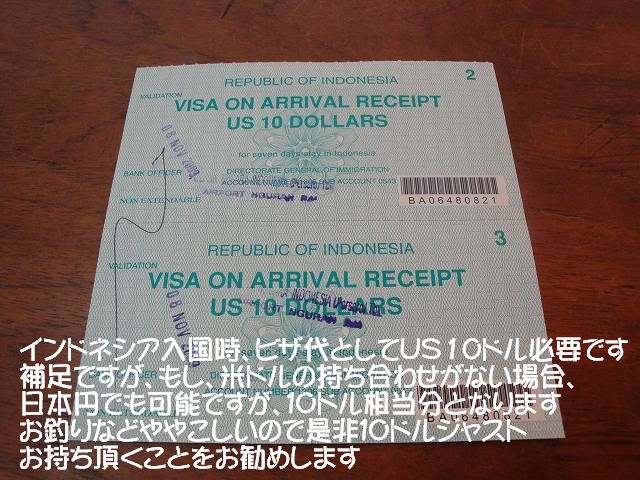 REPUBLIC OF INDONESIA
2
VALIDATION
VISA ON ARRIVAL RECEIPT
US 10 DOLLARS
for seven days stay in Indonesia
BANK OFFICER
DIRECTORATE GENERAL OF IMMIGRATION
NON EXTENDABLE
AIRPORT NGURAH RAI
BA06480821
REPUBLIC OF INDONESIA
3
VALIDATION
VISA ON ARRIVAL RECEIPT
US 10 DOLLARS
08 NOV
インドネシア入国時、ビザ代としてUS10ドル必要です
補足ですが、もし、米ドルの持ち合わせがない場合、
日本円でも可能ですが、10ドル相当分となります
お釣りなどややこしいので是非10ドルジャスト
お持ち頂くことをお勧めします
BA06480821